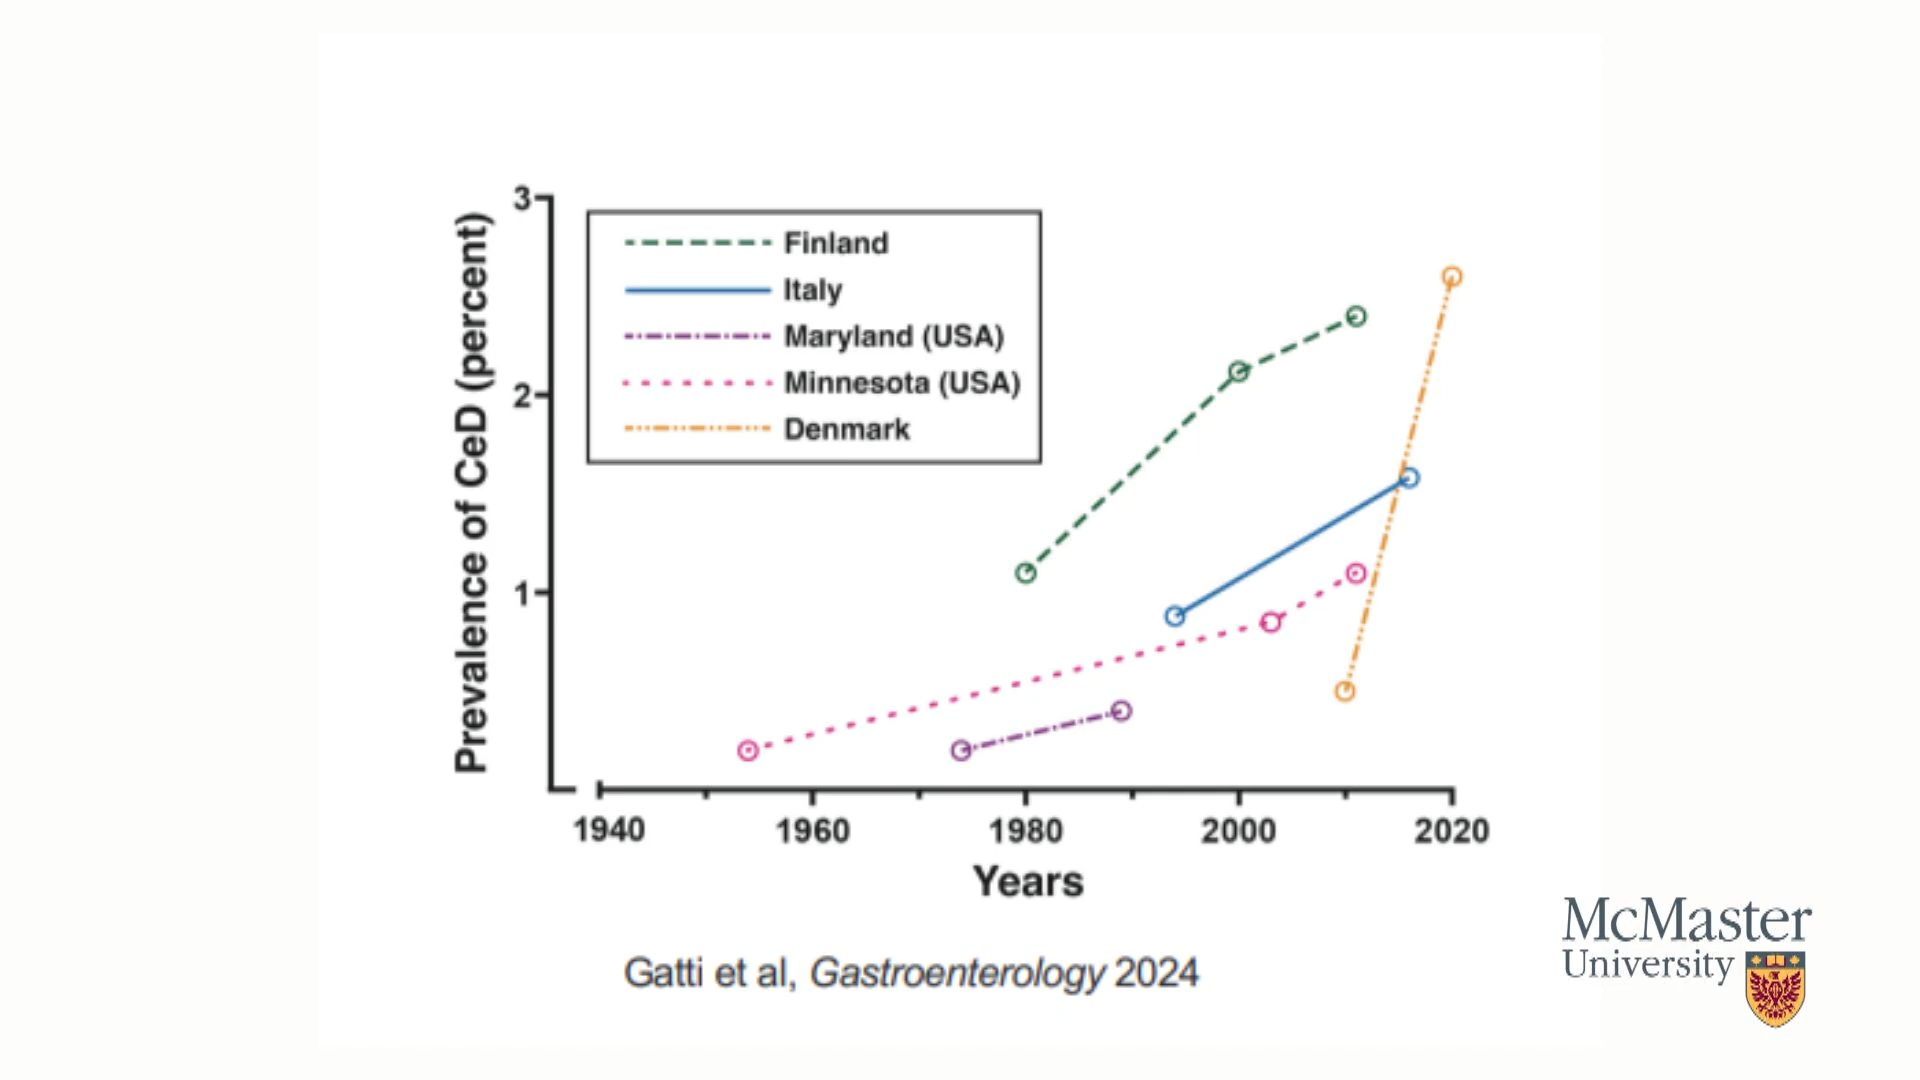 3
2
1
Prevalence of CeD (percent)
Finland
Italy
Maryland (USA)
Minnesota (USA)
Denmark
1940 1960 1980 2000 2020
Years
Gatti et al, Gastroenterology 2024
McMaster
University